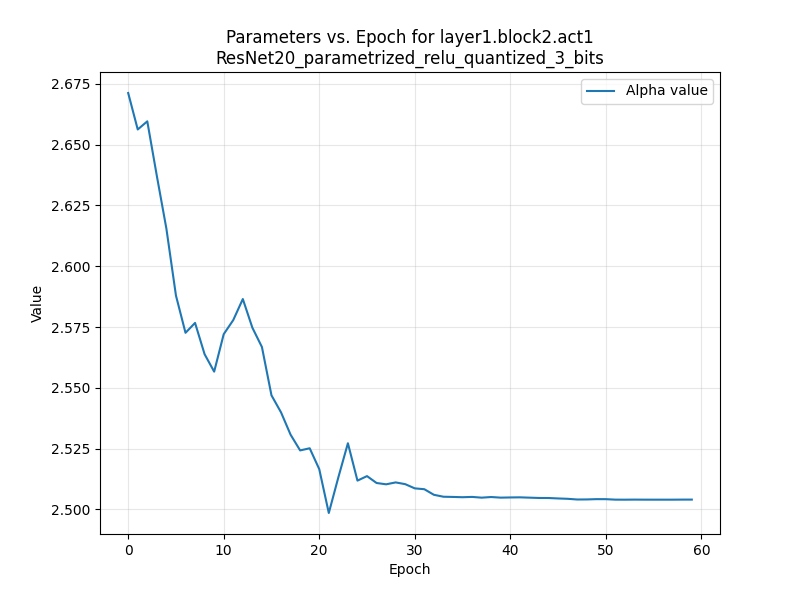 Parameters vs. Epoch for layer1.block2.act1
ResNet20_parametrized_relu_quantized_3_bits
Alpha value
2.675
2.650
2.625
2.600
2.575
2.550
2.525
2.500
Value
0 10 20 30 40 50 60
Epoch